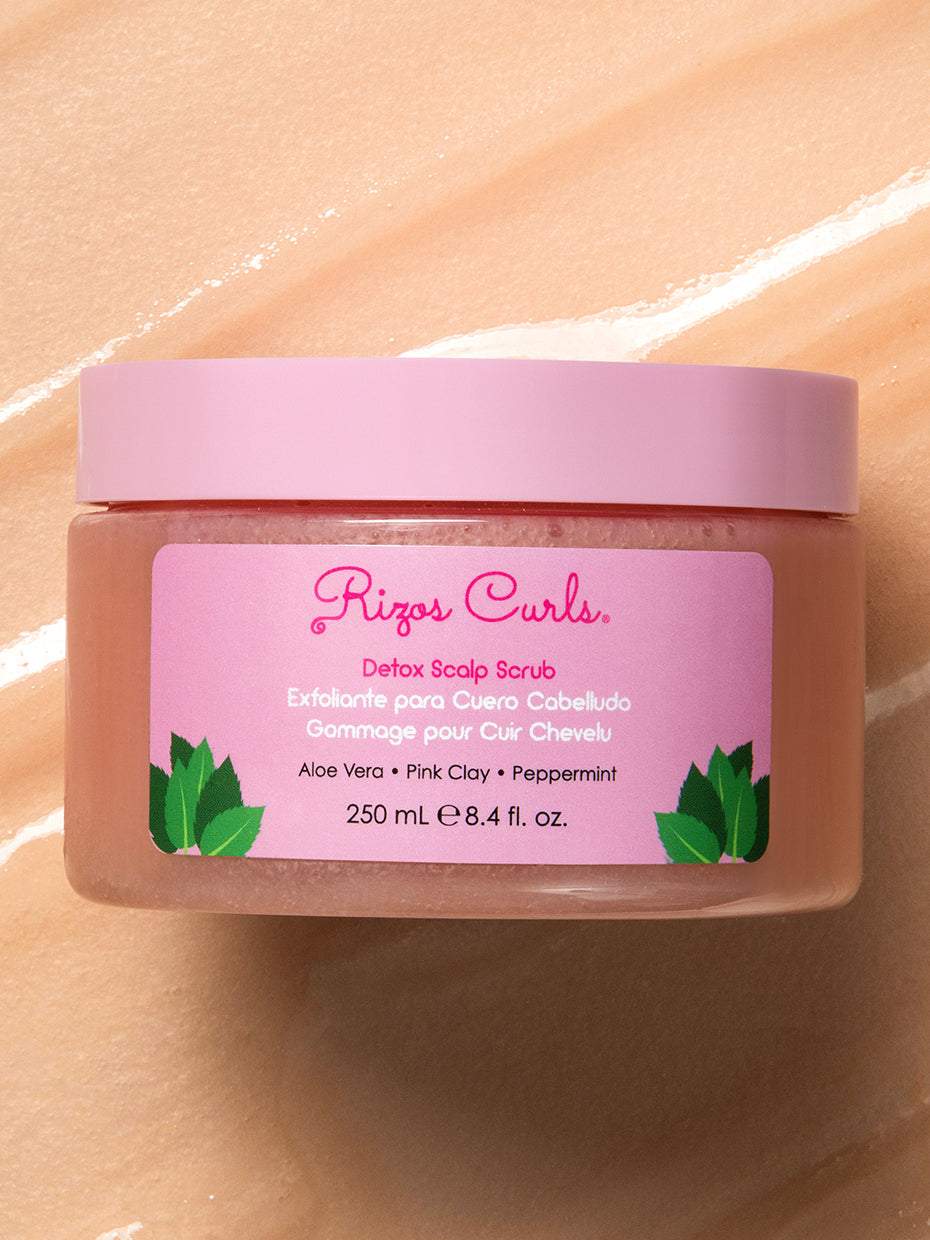 Rizos Curls®
Detox Scalp Scrub
Exfoliante para Cuero Cabelludo
Gommage pour Cuir Chevelu
Aloe Vera • Pink Clay • Peppermint
250 mL ℮ 8.4 fl. oz.